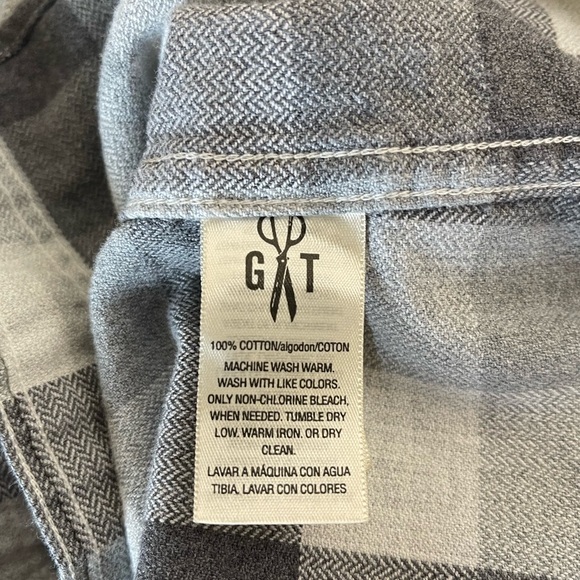 G T
100% COTTON/algodon/COTON
MACHINE WASH WARM.
WASH WITH LIKE COLORS.
ONLY NON-CHLORINE BLEACH,
WHEN NEEDED. TUMBLE DRY
LOW. WARM IRON. OR DRY
CLEAN.
LAVAR A MÁQUINA CON AGUA
TIBIA, LAVAR CON COLORES